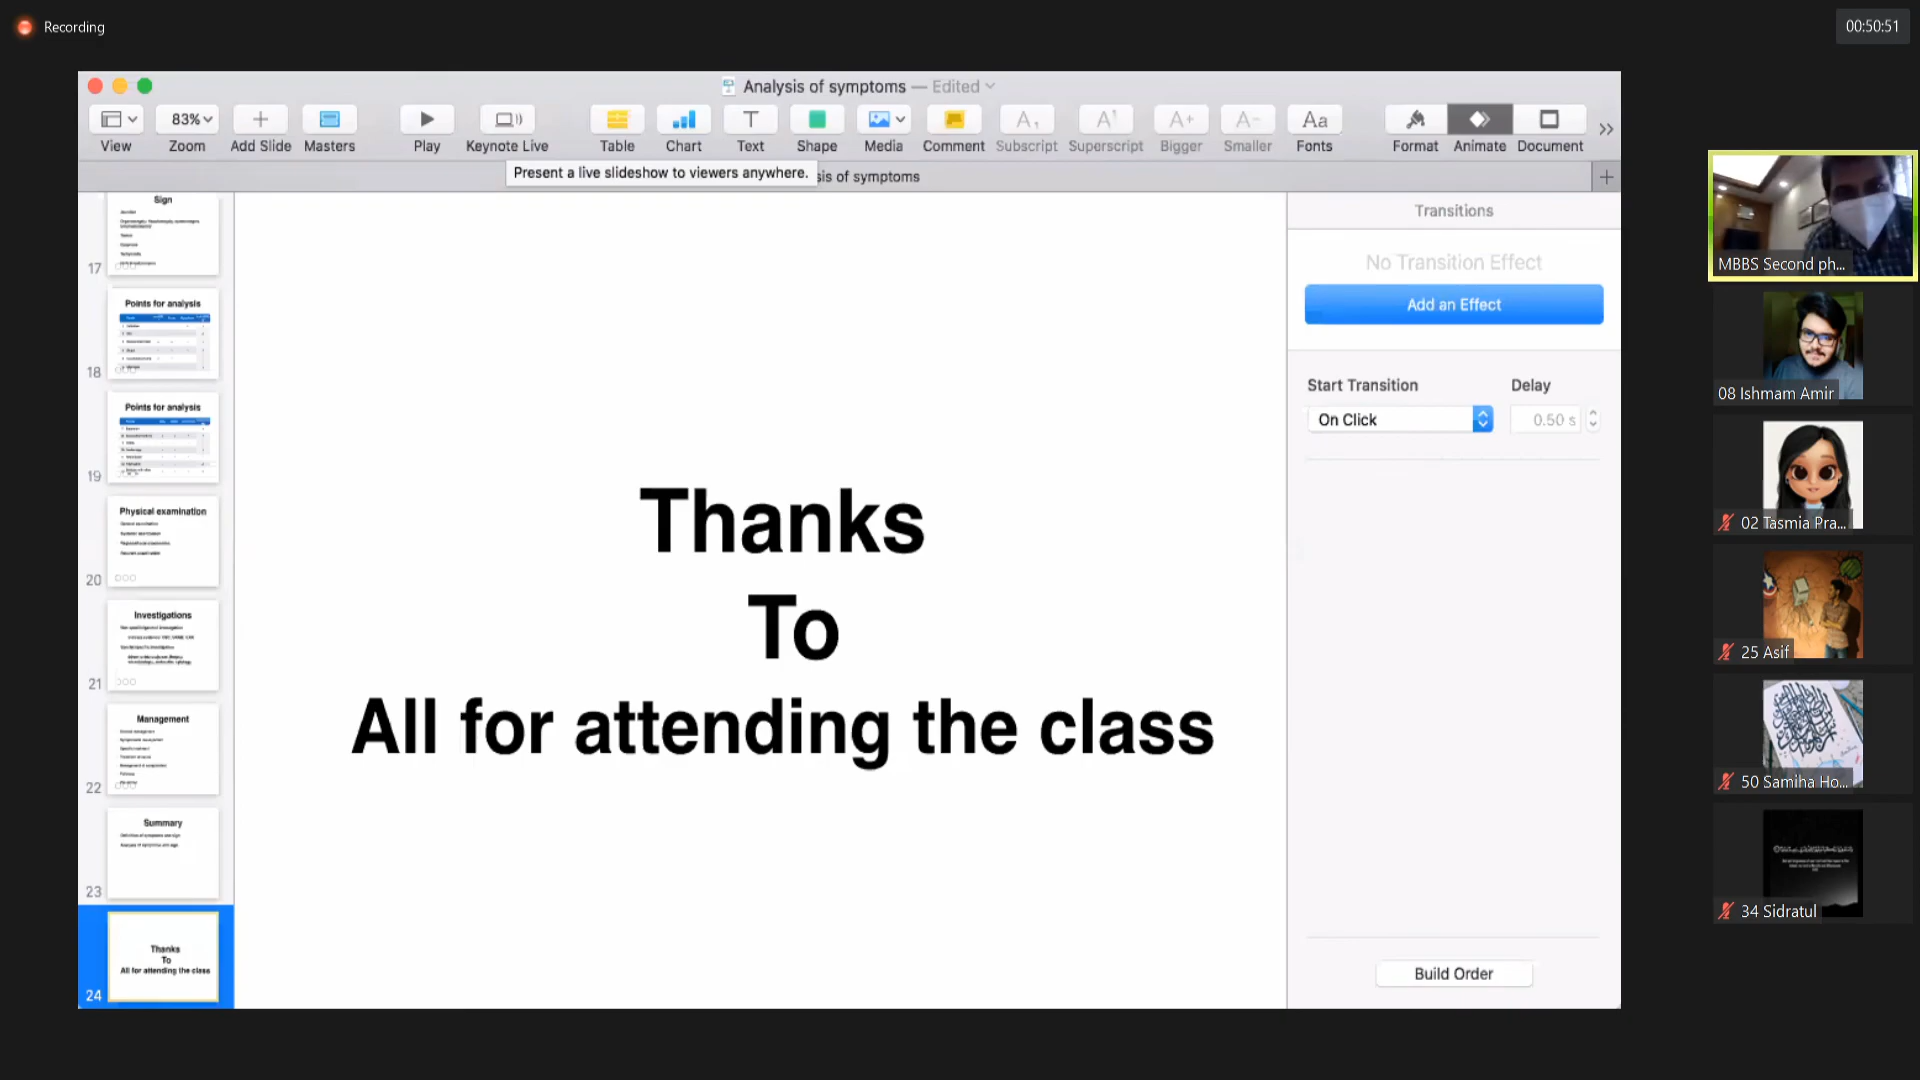 Recording
00:50:51
Analysis of symptoms — Edited
83%
View
Zoom
Add Slide
Masters
Play
Keynote Live
Table
Chart
Text
Shape
Media
Comment
Subscript
Superscript
Bigger
Smaller
Fonts
Format
Animate
Document
Present a live slideshow to viewers anywhere.
sis of symptoms
Sign
17
Points for analysis
18
Points for analysis
19
Physical examination
20
Investigations
21
Management
22
Summary
23
Thanks
To
All for attending the class
24
Thanks
To
All for attending the class
Transitions
No Transition Effect
Add an Effect
Start Transition
Delay
On Click
0.50 s
Build Order
MBBS Second ph...
08 Ishmam Amir
02 Tasmia Pra...
25 Asif
50 Samiha Ho...
34 Sidratul